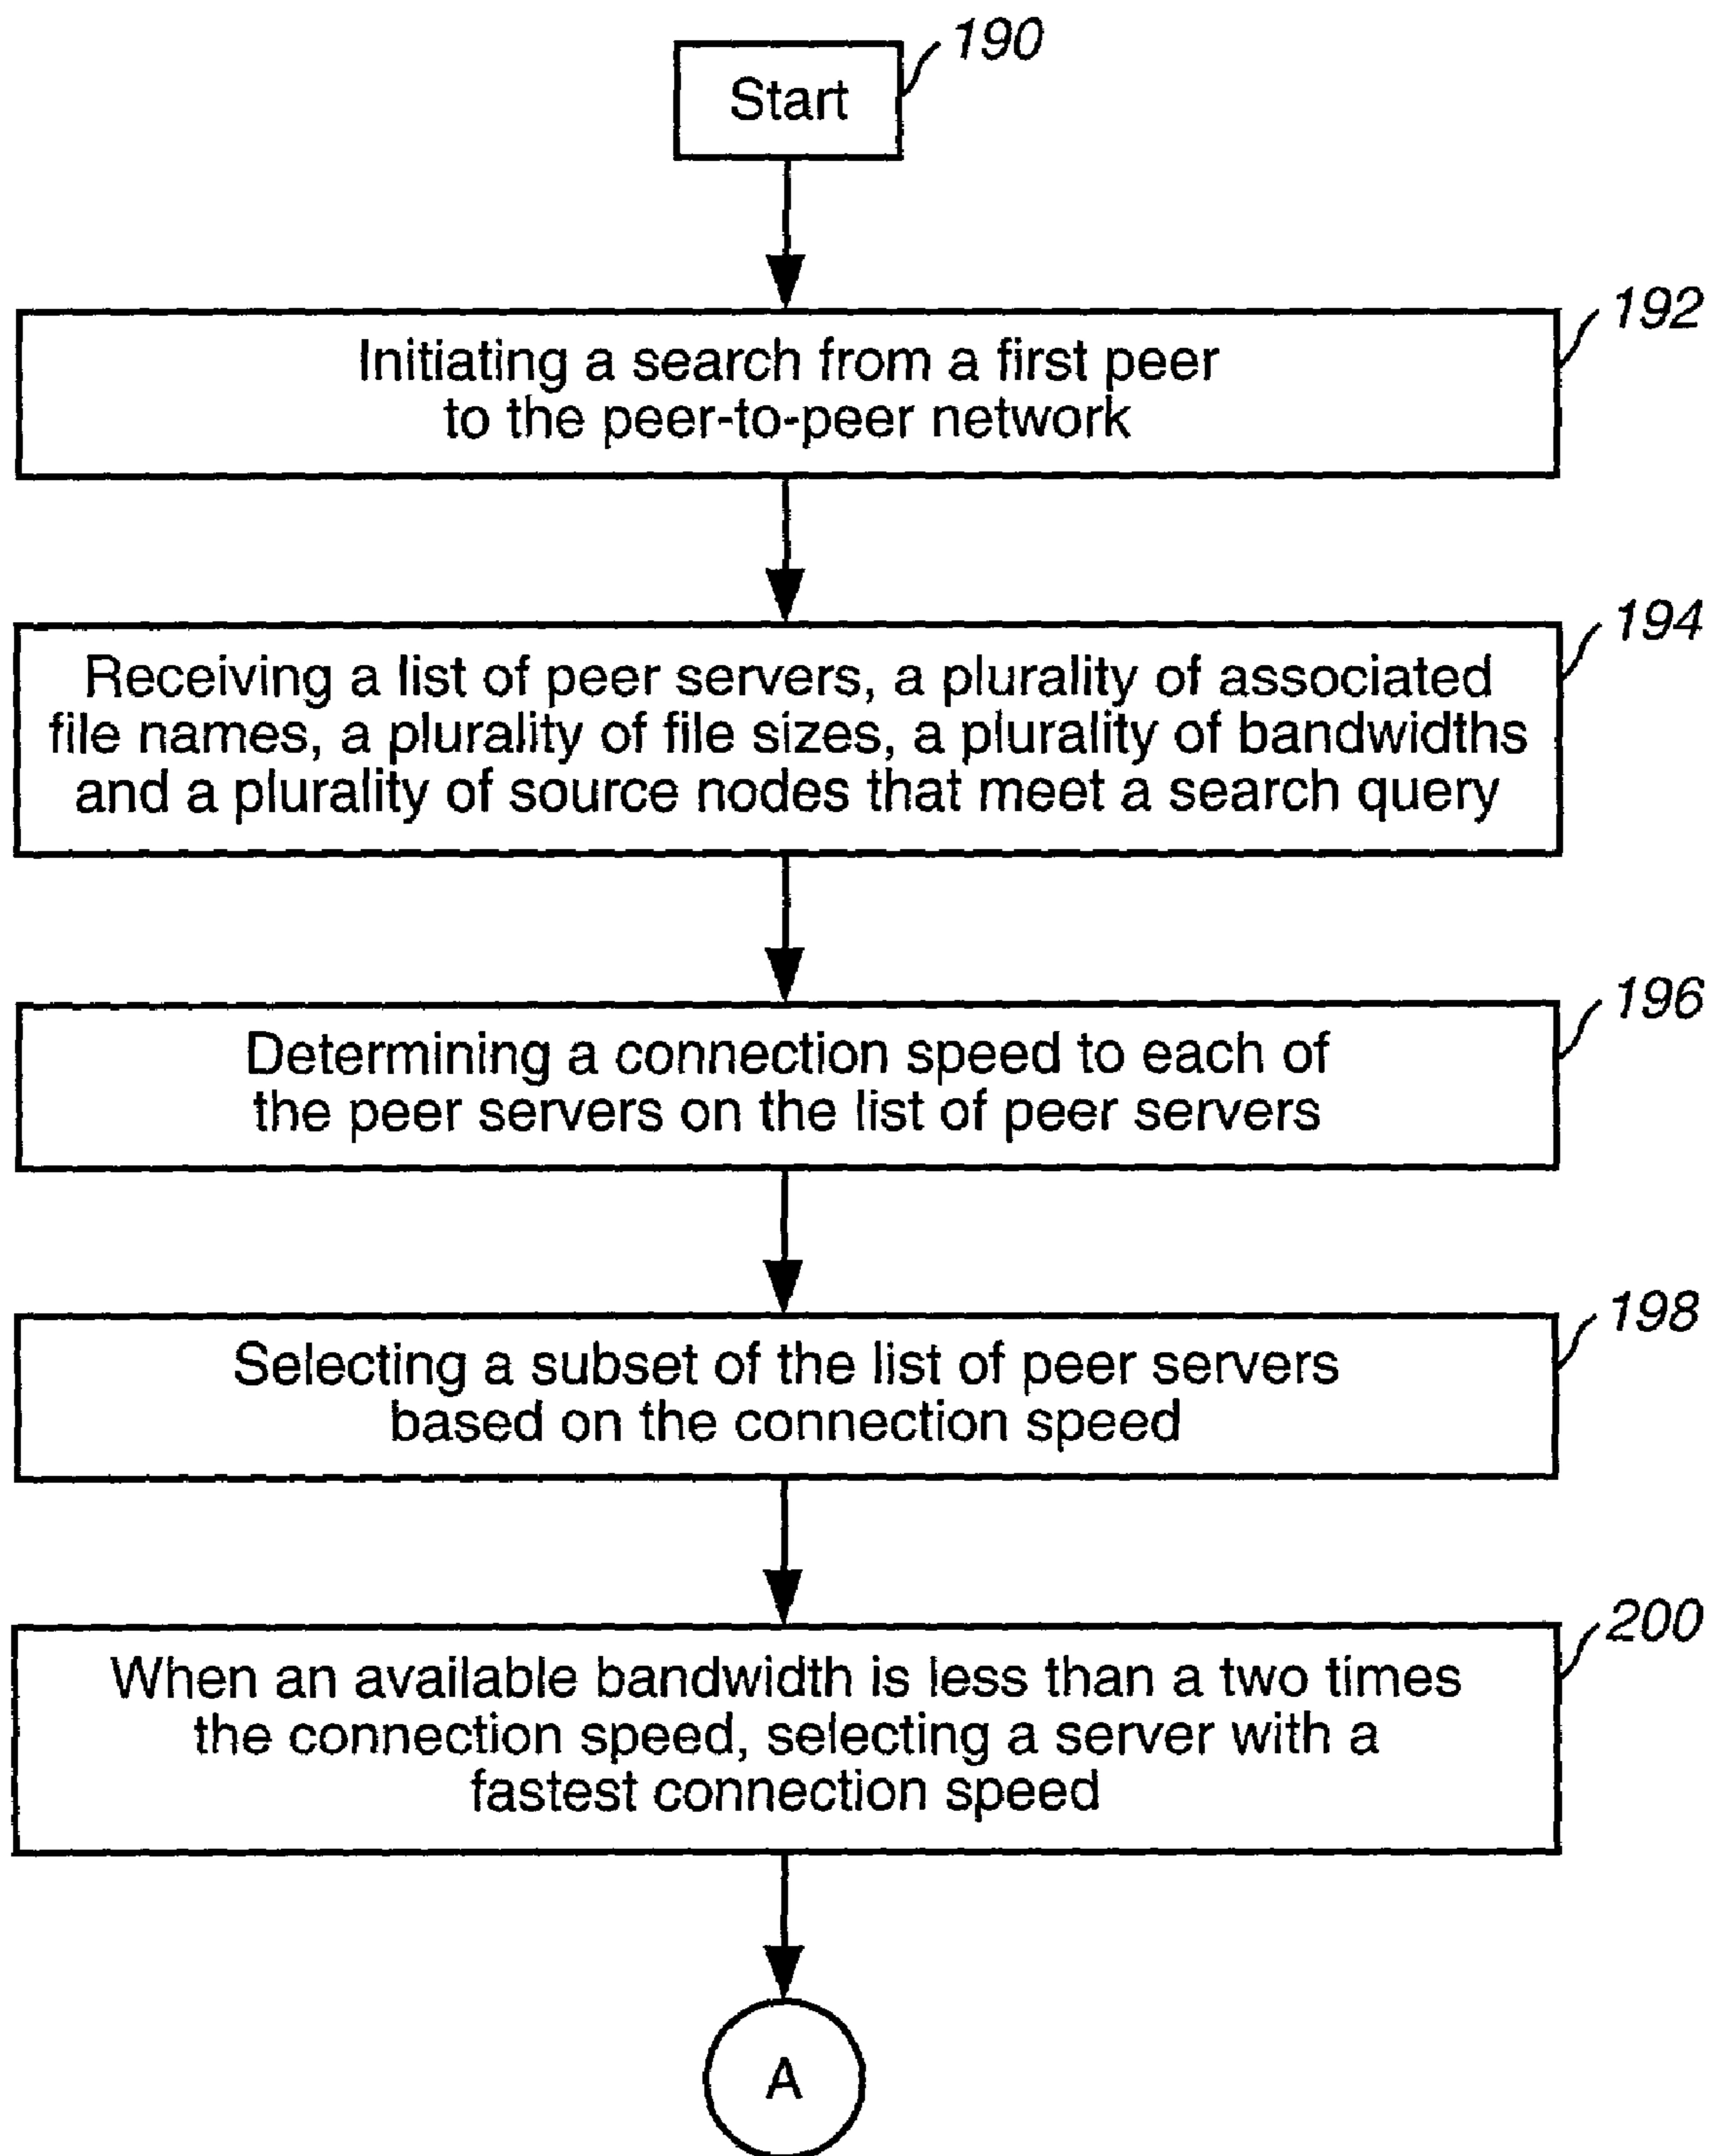 190
Start
192
Initiating a search from a first peer
to the peer-to-peer network
194
Receiving a list of peer servers, a plurality of associated
file names, a plurality of file sizes, a plurality of bandwidths
and a plurality of source nodes that meet a search query
196
Determining a connection speed to each of
the peer servers on the list of peer servers
198
Selecting a subset of the list of peer servers
based on the connection speed
200
When an available bandwidth is less than a two times
the connection speed, selecting a server with a
fastest connection speed
A